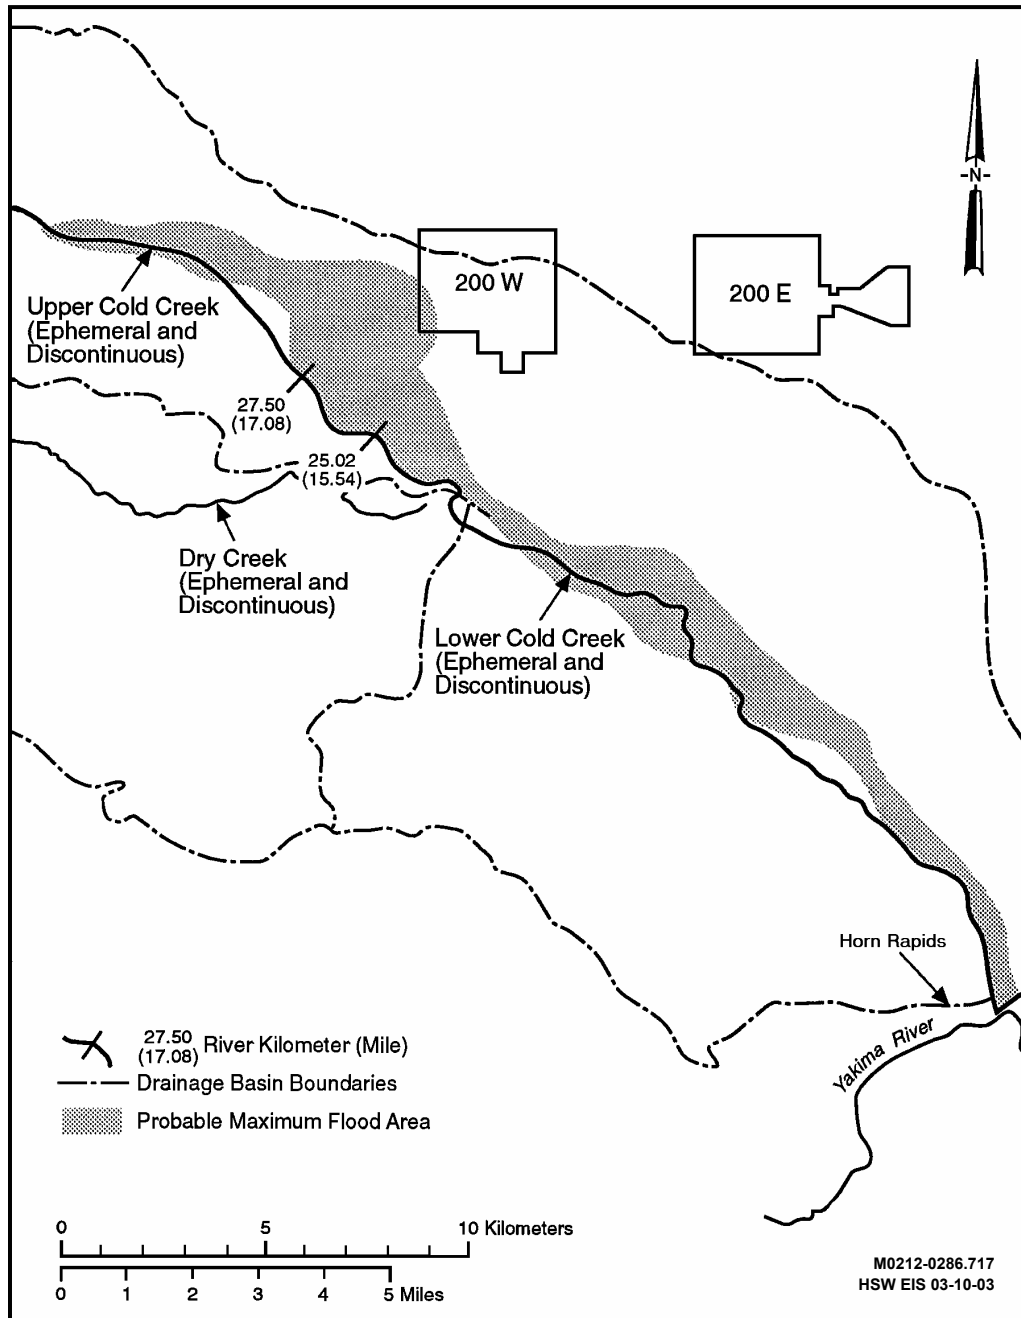 N
200 W
200 E
Upper Cold Creek
(Ephemeral and
Discontinuous)
27.50
(17.08)
25.02
(15.54)
Dry Creek
(Ephemeral and
Discontinuous)
Lower Cold Creek
(Ephemeral and
Discontinuous)
Horn Rapids
Yakima River
27.50
(17.08)
River Kilometer (Mile)
Drainage Basin Boundaries
Probable Maximum Flood Area
0 5 10 Kilometers
0 1 2 3 4 5 Miles
M0212-0286.717
HSW EIS 03-10-03